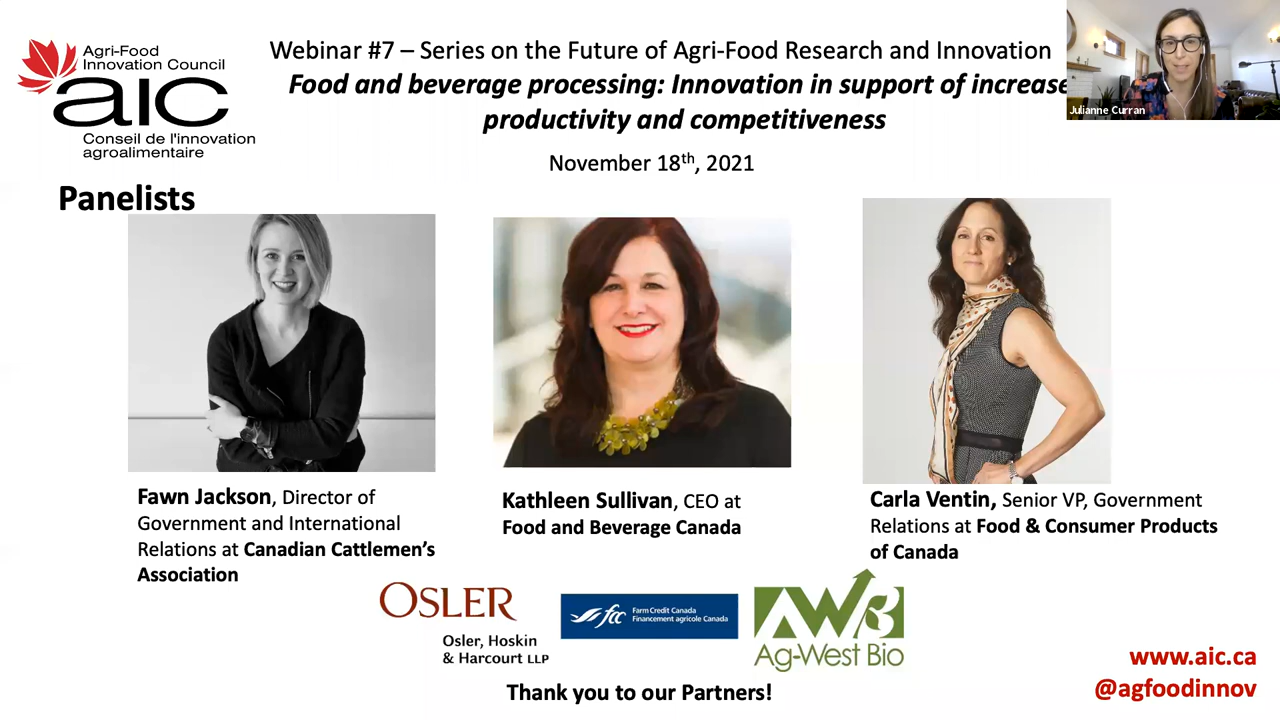 Agri-Food
Innovation Council
aic
Conseil de l'innovation
agroalimentaire
Webinar #7 – Series on the Future of Agri-Food Research and Innovation
Food and beverage processing: Innovation in support of increase
productivity and competitiveness
November 18th, 2021
Julianne Curran
Panelists
Fawn Jackson, Director of
Government and International
Relations at Canadian Cattlemen's
Association
Kathleen Sullivan, CEO at
Food and Beverage Canada
Carla Ventin, Senior VP, Government
Relations at Food & Consumer Products
of Canada
OSLER
Osler, Hoskin
& Harcourt LLP
fcc
Farm Credit Canada
Financement agricole Canada
AWB
Ag-West Bio
Thank you to our Partners!
www.aic.ca
@agfoodinnov